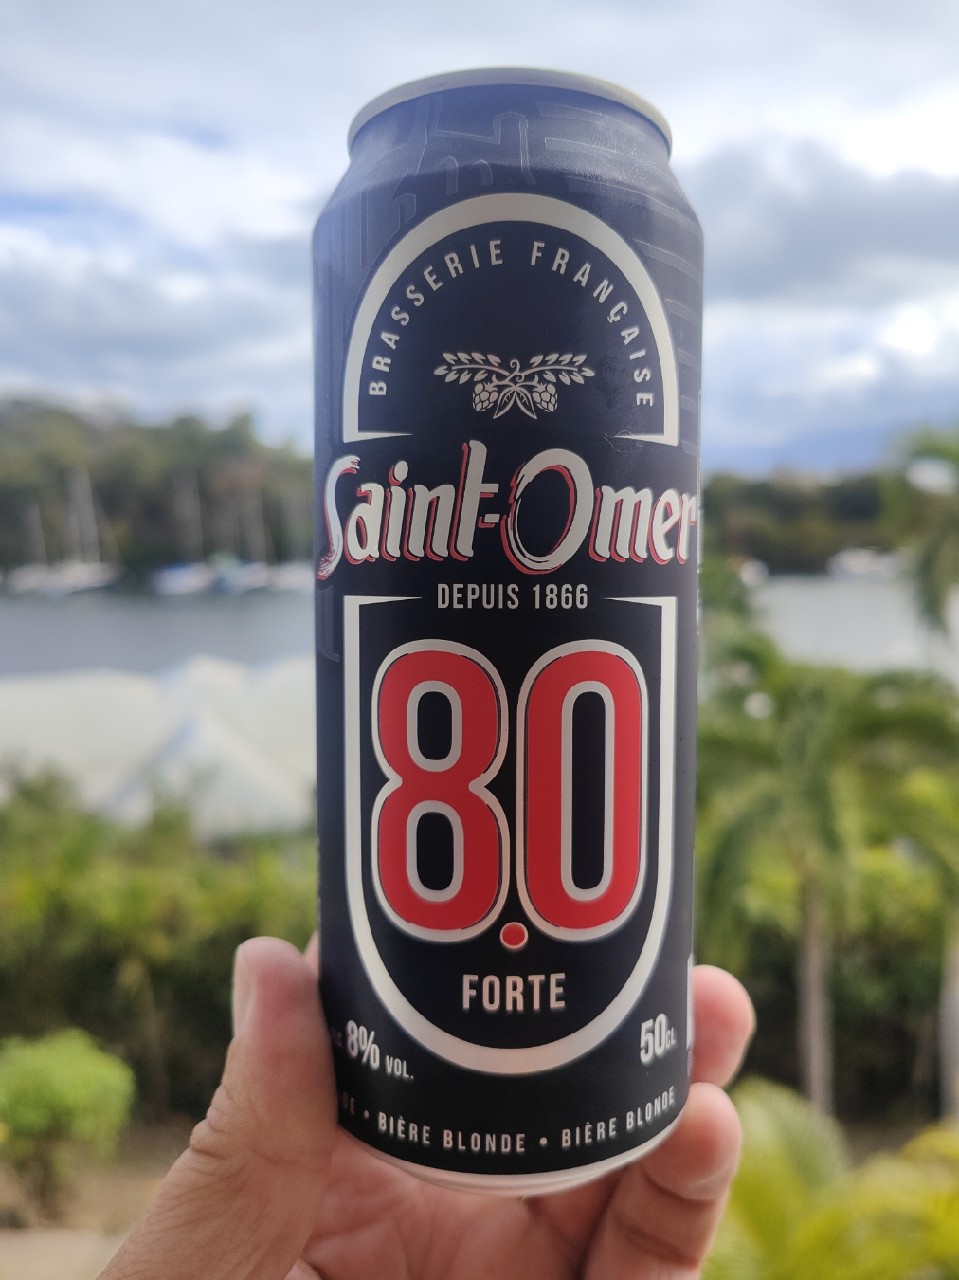 BRASSERIE FRANÇAISE
Saint-Omer
DEPUIS 1866
8.0
FORTE
8% VOL.
50CL
• BIÈRE BLONDE • BIÈRE BLONDE